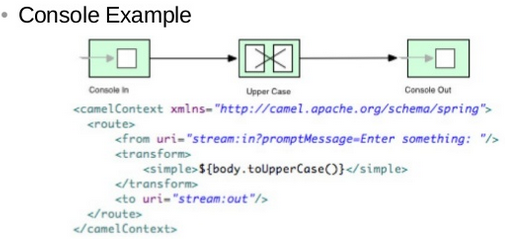 • Console Example
Console In
Upper Case
Console Out
<camelContext xmlns="http://camel.apache.org/schema/spring">
<route>
<from uri="stream:in?promptMessage=Enter something: "/>
<transform>
<simple>${body.toUpperCase()}</simple>
</transform>
<to uri="stream:out"/>
</route>
</camelContext>